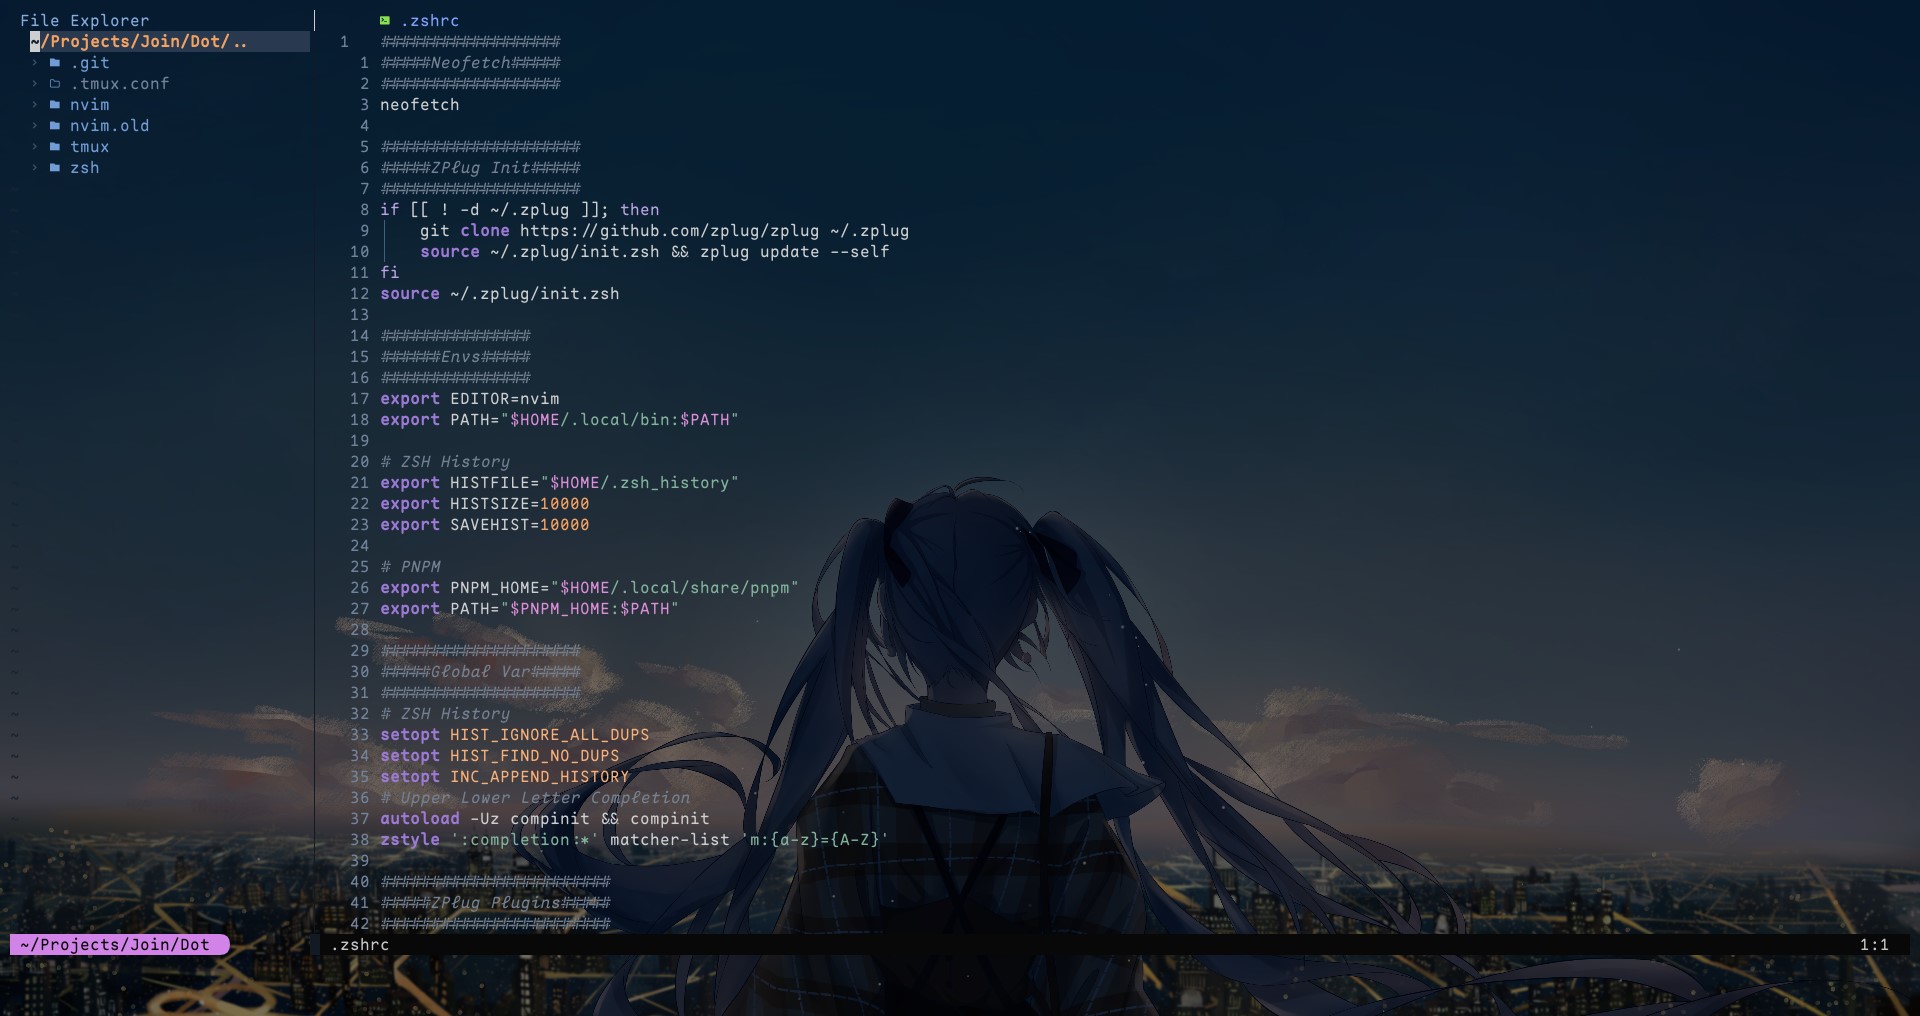 File Explorer
~/Projects/Join/Dot/..
.git
.tmux.conf
nvim
nvim.old
tmux
zsh
.zshrc
1 ##################
1 #####Neofetch#####
2 ##################
3 neofetch
4
5 ####################
6 #####ZPlug Init#####
7 ####################
8 if [[ ! -d ~/.zplug ]]; then
9 git clone https://github.com/zplug/zplug ~/.zplug
10 source ~/.zplug/init.zsh && zplug update --self
11 fi
12 source ~/.zplug/init.zsh
13
14 ###############
15 ######Envs#####
16 ###############
17 export EDITOR=nvim
18 export PATH="$HOME/.local/bin:$PATH"
19
20 # ZSH History
21 export HISTFILE="$HOME/.zsh_history"
22 export HISTSIZE=10000
23 export SAVEHIST=10000
24
25 # PNPM
26 export PNPM_HOME="$HOME/.local/share/pnpm"
27 export PATH="$PNPM_HOME:$PATH"
28
29 ####################
30 #####Global Var#####
31 ####################
32 # ZSH History
33 setopt HIST_IGNORE_ALL_DUPS
34 setopt HIST_FIND_NO_DUPS
35 setopt INC_APPEND_HISTORY
36 # Upper Lower Letter Completion
37 autoload -Uz compinit && compinit
38 zstyle ':completion:*' matcher-list 'm:{a-z}={A-Z}'
39
40 #######################
41 #####ZPlug Plugins#####
42 #######################
~/Projects/Join/Dot
.zshrc
1:1